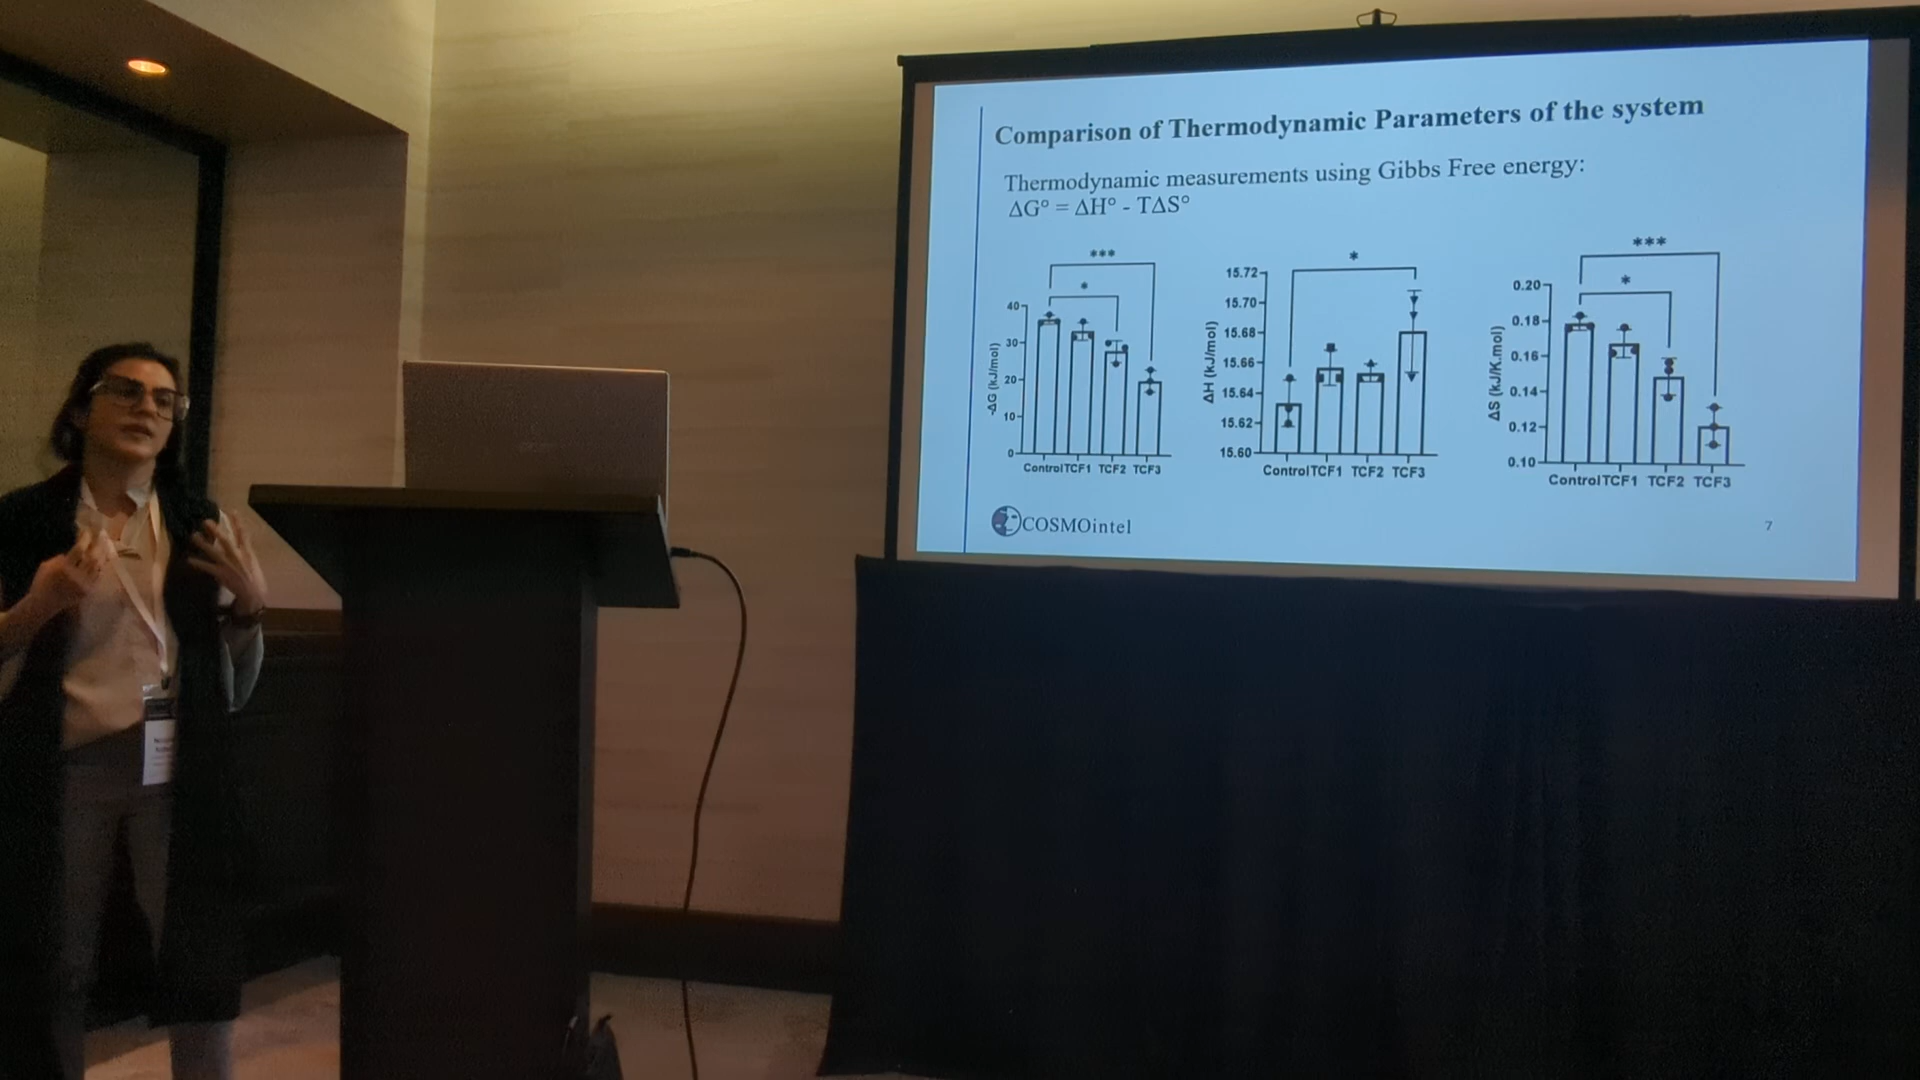 Comparison of Thermodynamic Parameters of the system
Thermodynamic measurements using Gibbs Free energy:
ΔG° = ΔH° - TΔS°
***
*
40
30
20
10
0
-ΔG (kJ/mol)
Control TCF1 TCF2 TCF3
*
15.72
15.70
15.68
15.66
15.64
15.62
15.60
ΔH (kJ/mol)
Control TCF1 TCF2 TCF3
***
*
0.20
0.18
0.16
0.14
0.12
0.10
ΔS (kJ/K.mol)
Control TCF1 TCF2 TCF3
COSMOintel
7